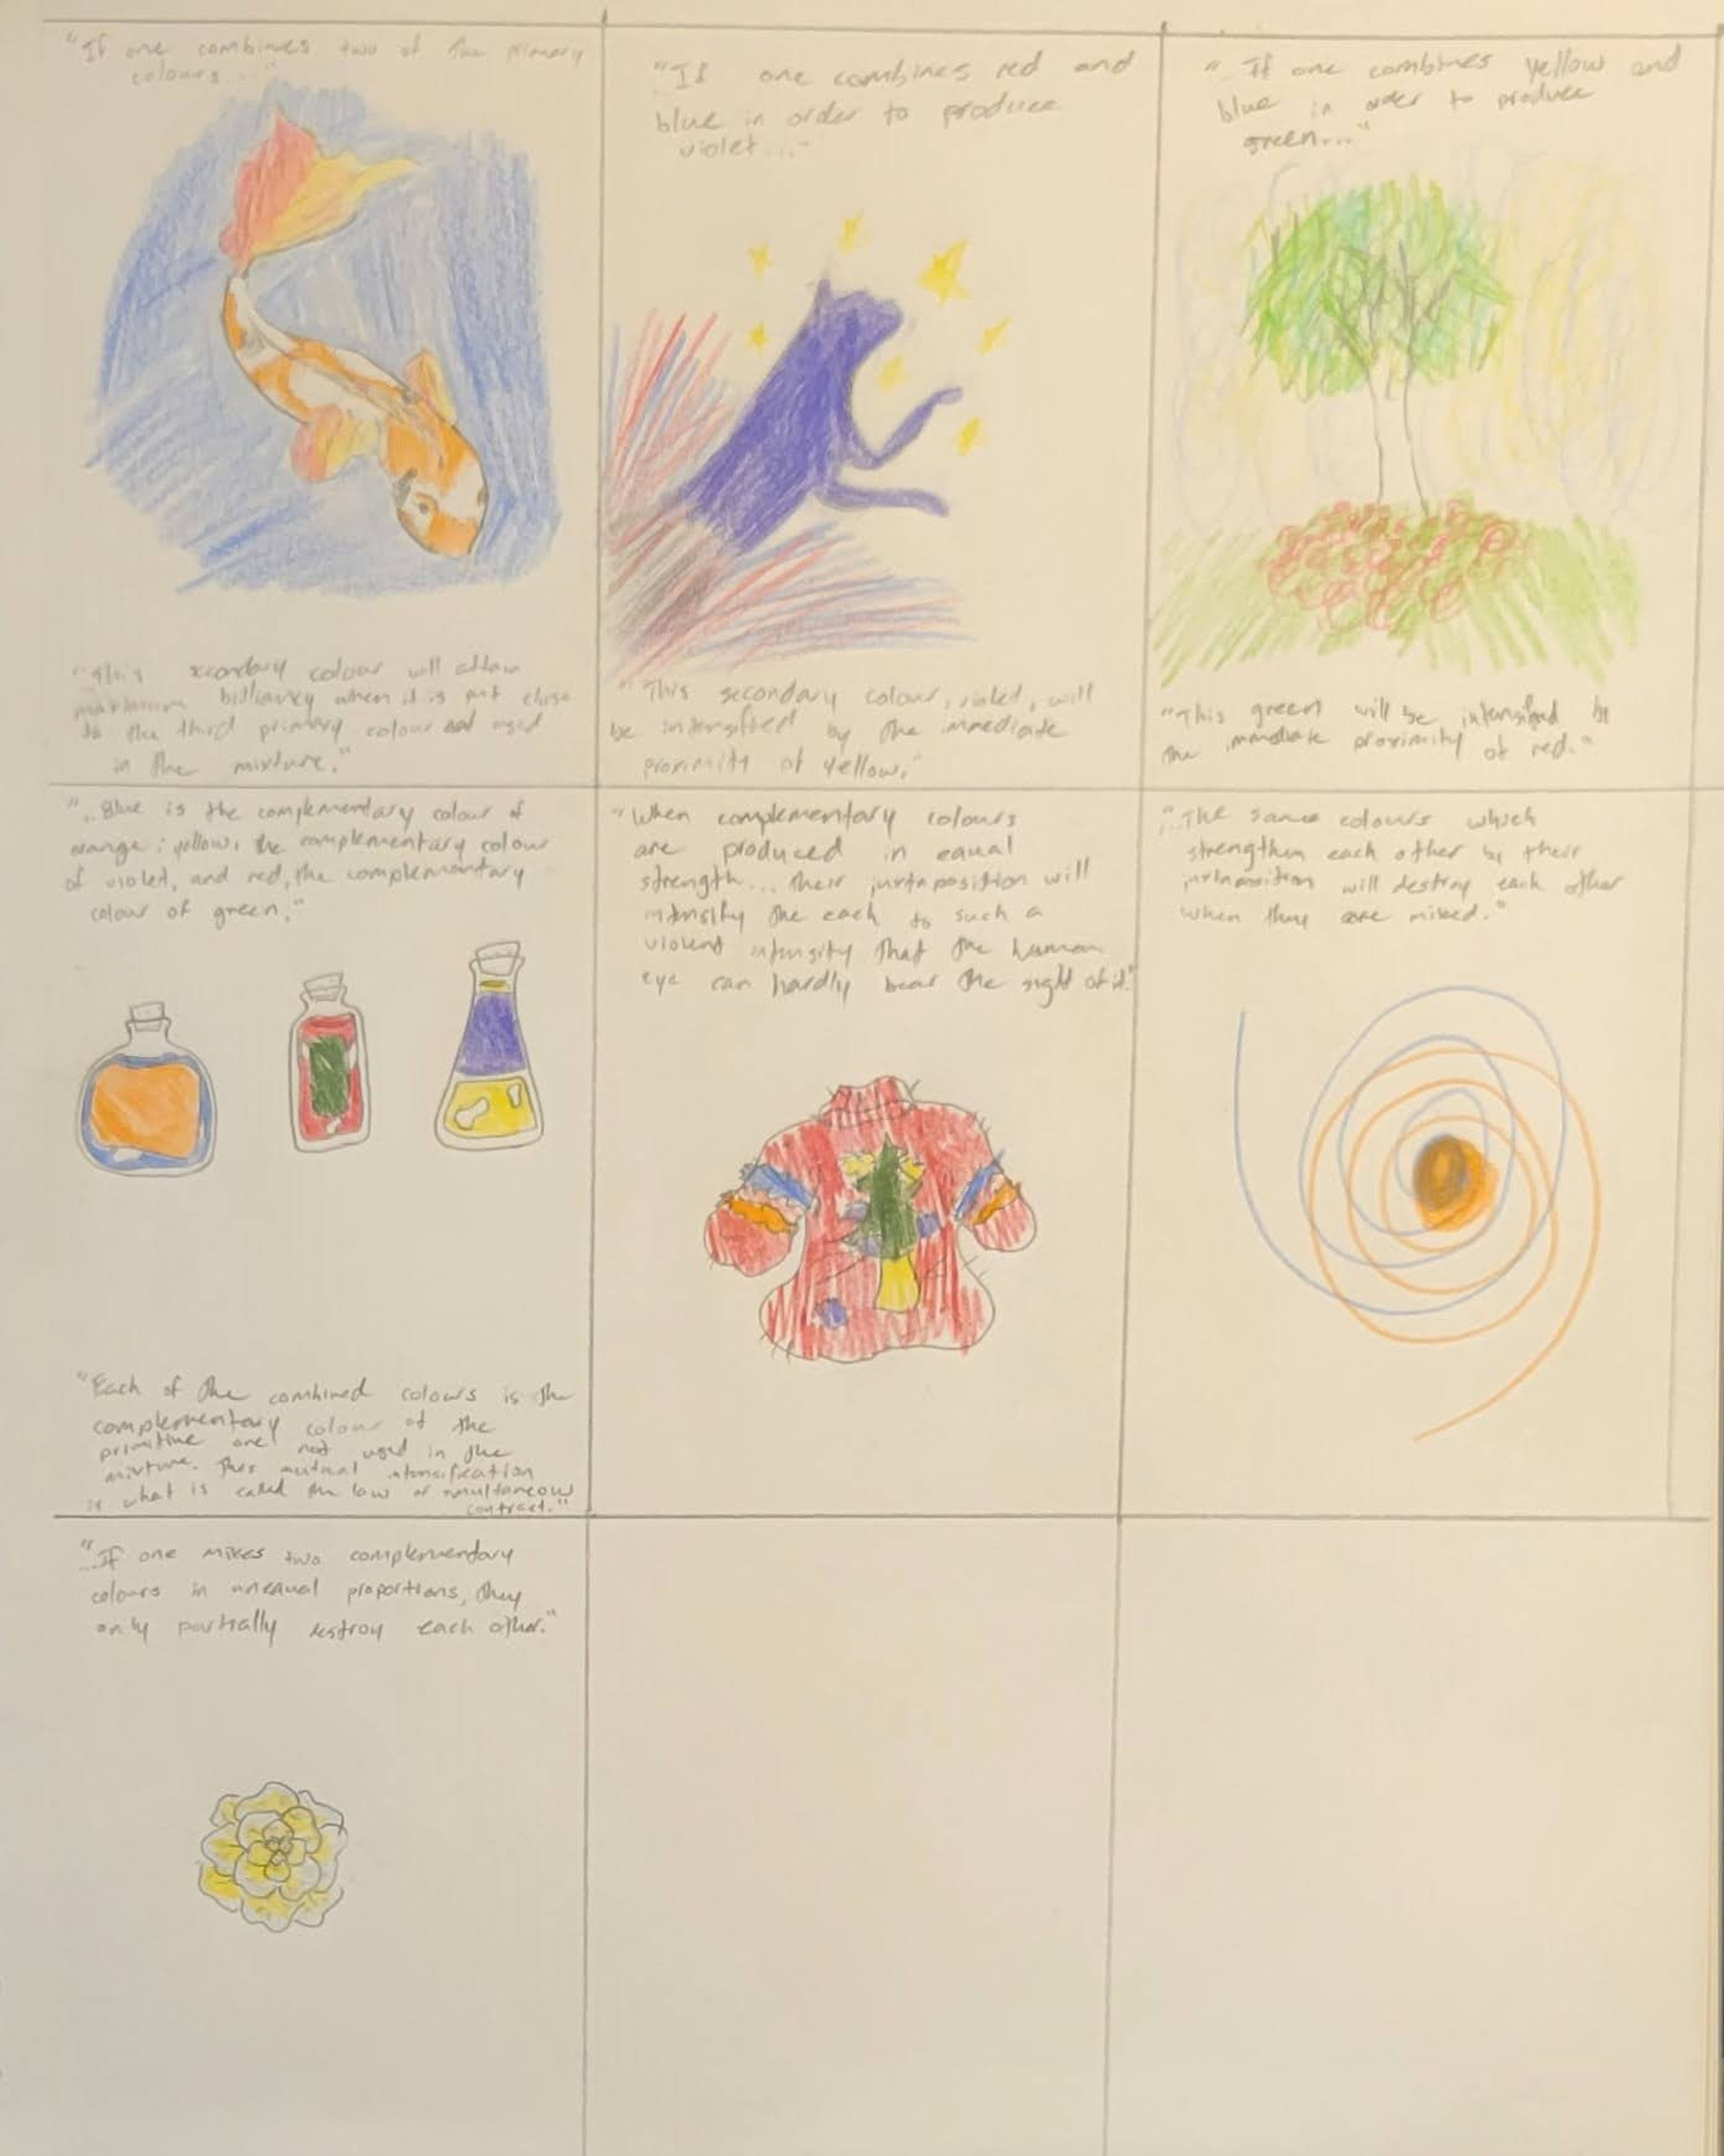 "If one combines two of the primary
colours..."
"This secondary colour will attain
maximum brilliancy when it is put close
to the third primary colour not used
in the mixture."
"If one combines red and
blue in order to produce
violet..."
"This secondary colour, violet, will
be intensified by the immediate
proximity of yellow."
"If one combines yellow and
blue in order to produce
green..."
"This green will be intensified by
the immediate proximity of red."
"..Blue is the complementary colour of
orange; yellow, the complementary colour
of violet, and red, the complementary
colour of green."
"Each of the combined colours is the
complementary colour of the
primitive one not used in the
mixture. This mutual intensification
is what is called the law of simultaneous
contrast."
"When complementary colours
are produced in equal
strength... their juxtaposition will
intensify the each to such a
violent intensity that the human
eye can hardly bear the sight of it."
"..The same colours which
strengthen each other by their
juxtaposition will destroy each other
when they are mixed."
"..If one mixes two complementary
colours in unequal proportions, they
only partially destroy each other."